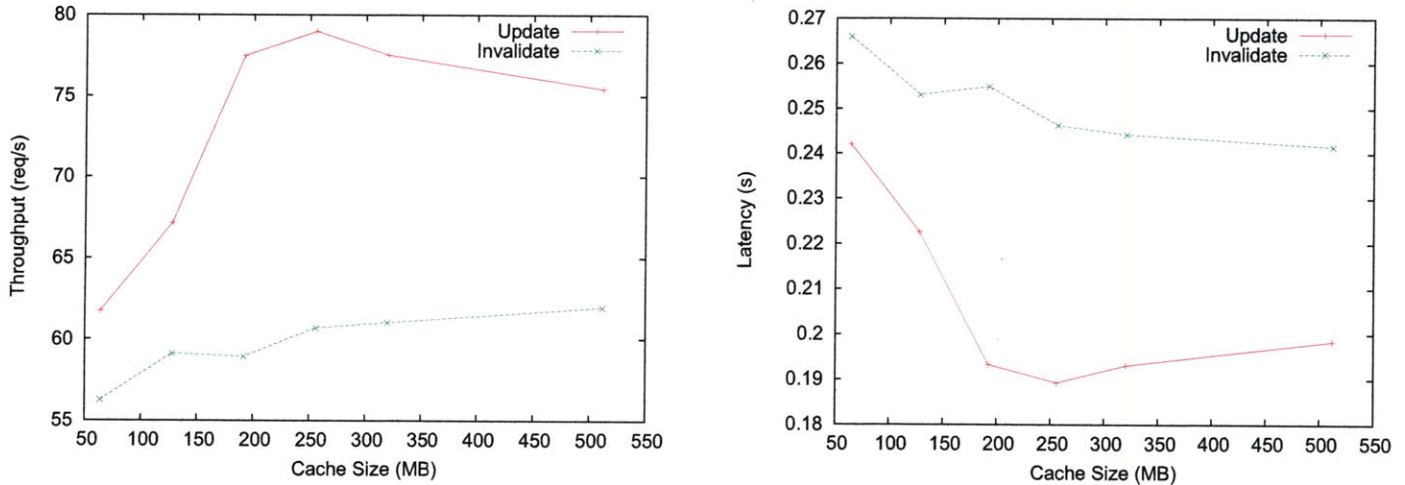 80
75
70
65
60
55
50 100 150 200 250 300 350 400 450 500 550
Throughput (req/s)
Cache Size (MB)
Update
Invalidate
0.27
0.26
0.25
0.24
0.23
0.22
0.21
0.2
0.19
0.18
50 100 150 200 250 300 350 400 450 500 550
Latency (s)
Cache Size (MB)
Update
Invalidate